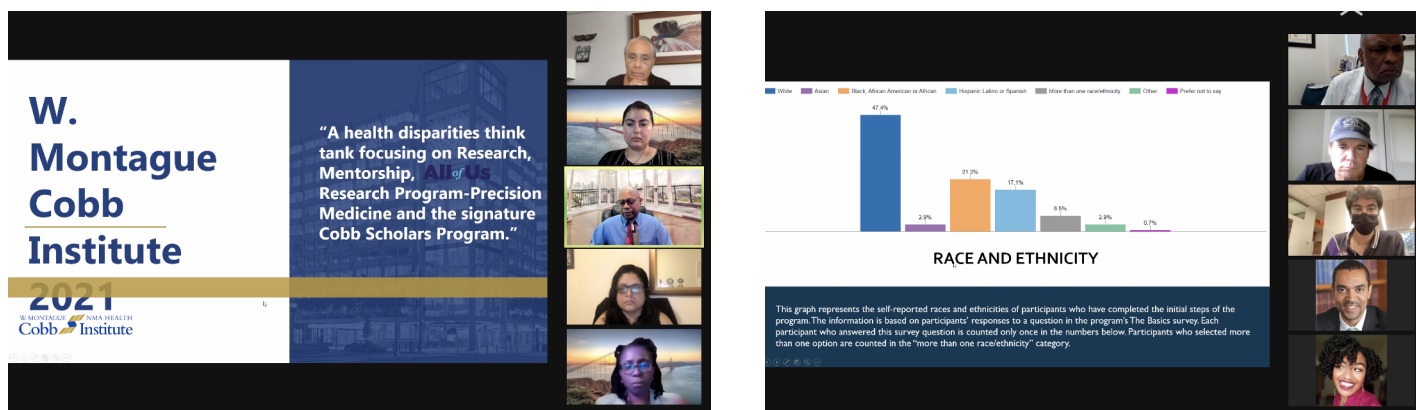 W.
Montague
Cobb
Institute
2021
W. MONTAGUE NMA HEALTH
Cobb Institute
“A health disparities think
tank focusing on Research,
Mentorship, All of Us
Research Program-Precision
Medicine and the signature
Cobb Scholars Program.”
White Asian Black, African American or African Hispanic Latino or Spanish More than one race/ethnicity Other Prefer not to say
47.4%
2.9%
21.3%
17.1%
6.5%
2.9%
0.7%
RACE AND ETHNICITY
This graph represents the self-reported races and ethnicities of participants who have completed the initial steps of the
program. The information is based on participants’ responses to a question in the program’s The Basics survey. Each
participant who answered this survey question is counted only once in the numbers below. Participants who selected more
than one option are counted in the “more than one race/ethnicity” category.